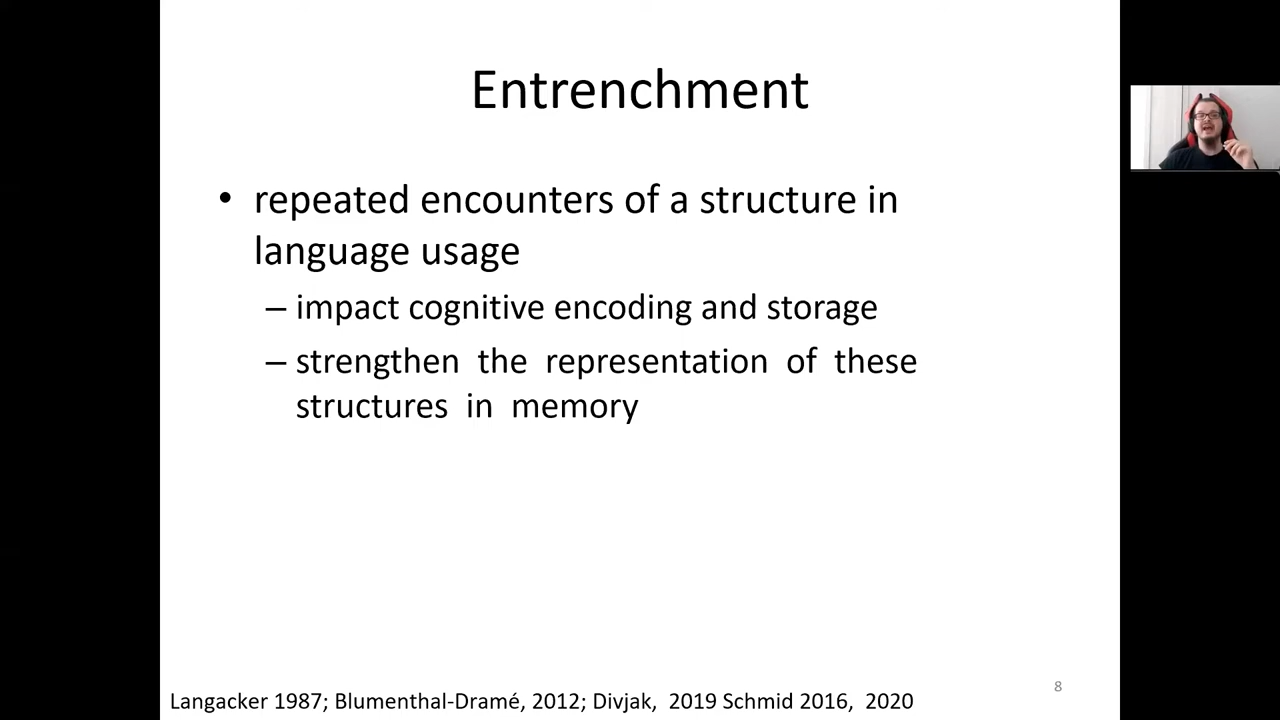 Entrenchment
• repeated encounters of a structure in
language usage
– impact cognitive encoding and storage
– strengthen the representation of these
structures in memory
8
Langacker 1987; Blumenthal-Dramé, 2012; Divjak, 2019 Schmid 2016, 2020